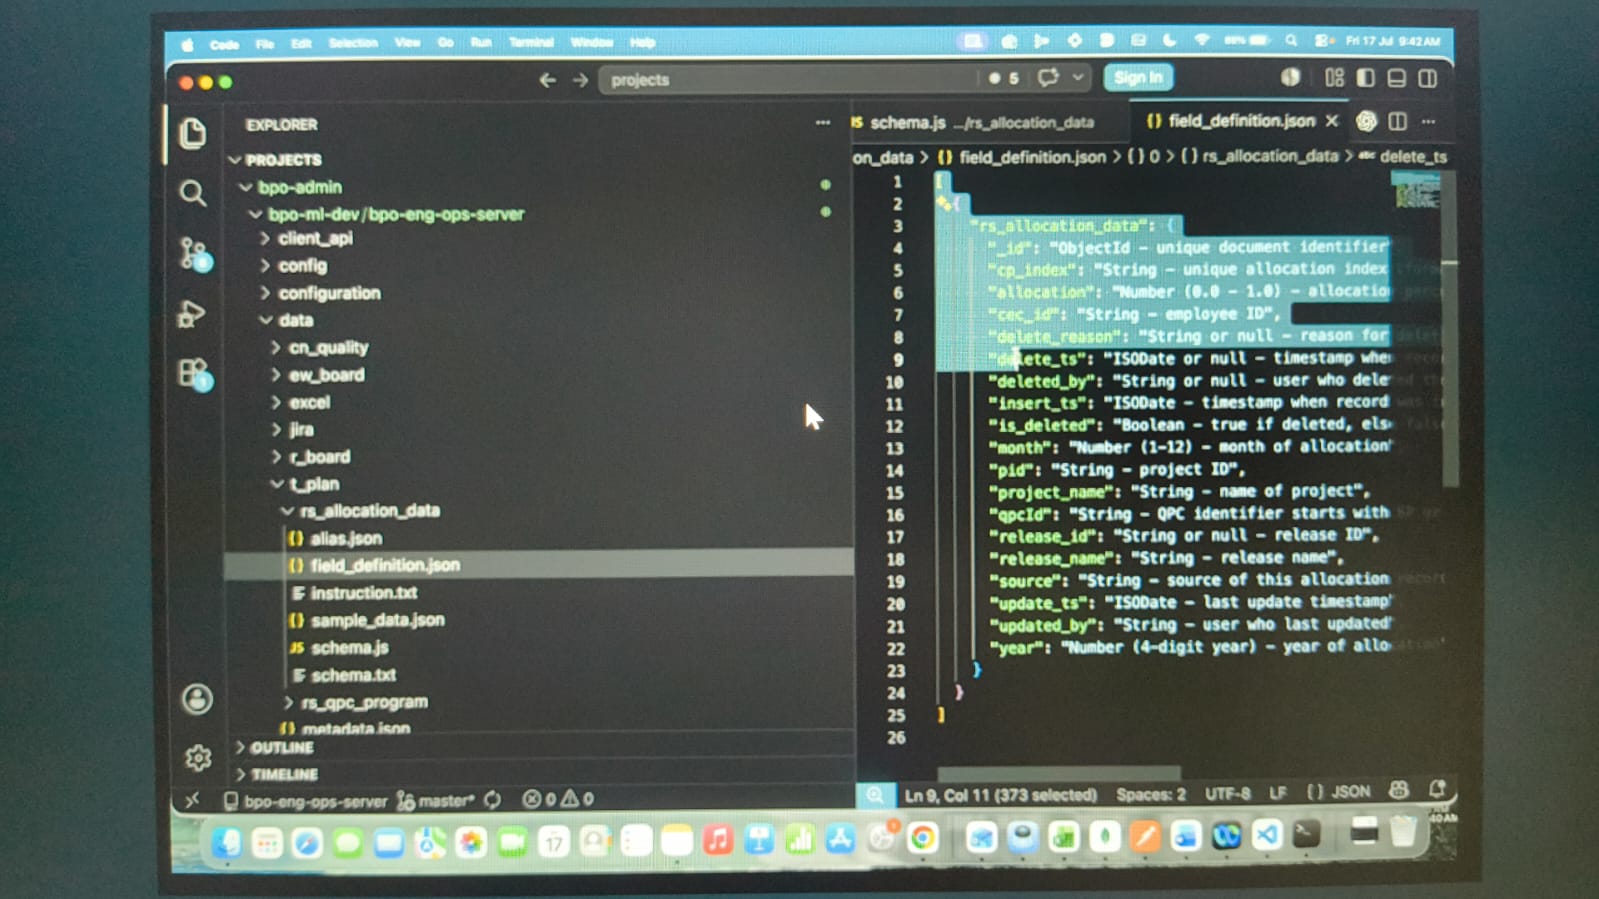 Code File Edit Selection View Go Run Terminal Window Help Fri 17 Jul 9:42AM
projects 5 Sign In
EXPLORER
PROJECTS
bpo-admin
bpo-ml-dev/bpo-eng-ops-server
client_api
config
configuration
data
cn_quality
ew_board
excel
jira
r_board
t_plan
rs_allocation_data
{} alias.json
{} field_definition.json
instruction.txt
{} sample_data.json
JS schema.js
schema.txt
rs_qpc_program
{} metadata.json
OUTLINE
TIMELINE
JS schema.js .../rs_allocation_data {} field_definition.json
on_data > {} field_definition.json > {} 0 > {} rs_allocation_data > abc delete_ts
1 [
2 {
3 "rs_allocation_data": {
4 "_id": "ObjectId – unique document identifier"
5 "cp_index": "String – unique allocation index
6 "allocation": "Number (0.0 – 1.0) – allocation
7 "cec_id": "String – employee ID",
8 "delete_reason": "String or null – reason for
9 "delete_ts": "ISODate or null – timestamp when
10 "deleted_by": "String or null – user who dele
11 "insert_ts": "ISODate – timestamp when record
12 "is_deleted": "Boolean – true if deleted, els
13 "month": "Number (1–12) – month of allocation"
14 "pid": "String – project ID",
15 "project_name": "String – name of project",
16 "qpcId": "String – QPC identifier starts with
17 "release_id": "String or null – release ID",
18 "release_name": "String – release name",
19 "source": "String – source of this allocation
20 "update_ts": "ISODate – last update timestamp"
21 "updated_by": "String – user who last updated"
22 "year": "Number (4-digit year) – year of allo
23 }
24 }
25 ]
26
bpo-eng-ops-server master* 0 0 Ln 9, Col 11 (373 selected) Spaces: 2 UTF-8 LF {} JSON
17